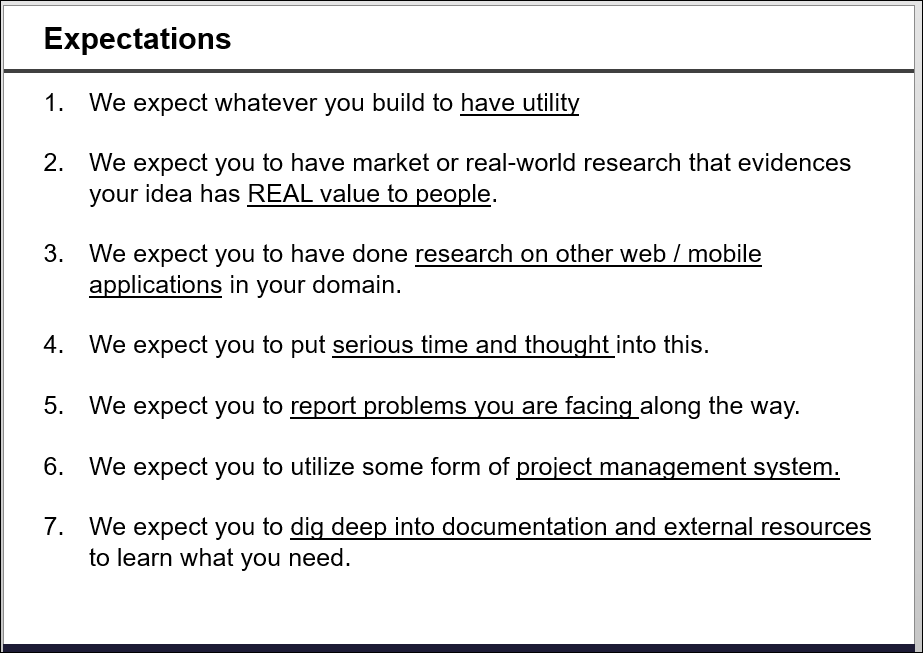 Expectations
1. We expect whatever you build to have utility
2. We expect you to have market or real-world research that evidences
your idea has REAL value to people.
3. We expect you to have done research on other web / mobile
applications in your domain.
4. We expect you to put serious time and thought into this.
5. We expect you to report problems you are facing along the way.
6. We expect you to utilize some form of project management system.
7. We expect you to dig deep into documentation and external resources
to learn what you need.